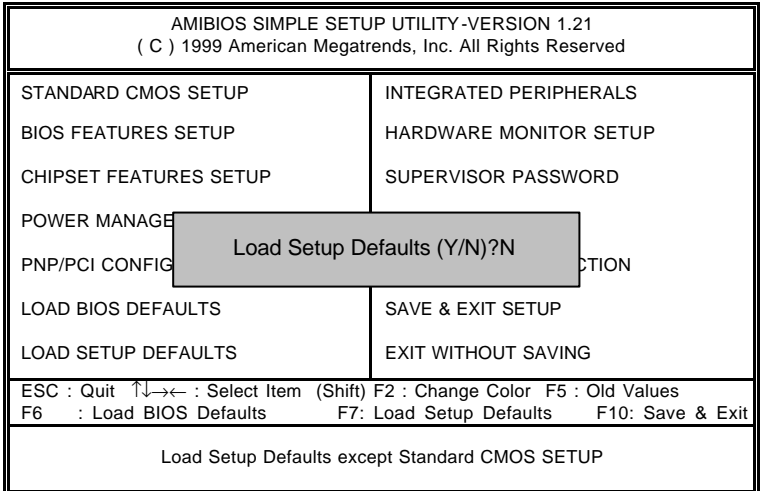 AMIBIOS SIMPLE SETUP UTILITY-VERSION 1.21
( C ) 1999 American Megatrends, Inc. All Rights Reserved
STANDARD CMOS SETUP
BIOS FEATURES SETUP
CHIPSET FEATURES SETUP
POWER MANAGE
PNP/PCI CONFIG
LOAD BIOS DEFAULTS
LOAD SETUP DEFAULTS
INTEGRATED PERIPHERALS
HARDWARE MONITOR SETUP
SUPERVISOR PASSWORD
CTION
SAVE & EXIT SETUP
EXIT WITHOUT SAVING
Load Setup Defaults (Y/N)?N
ESC : Quit ↑↓→← : Select Item (Shift) F2 : Change Color F5 : Old Values
F6 : Load BIOS Defaults F7: Load Setup Defaults F10: Save & Exit
Load Setup Defaults except Standard CMOS SETUP